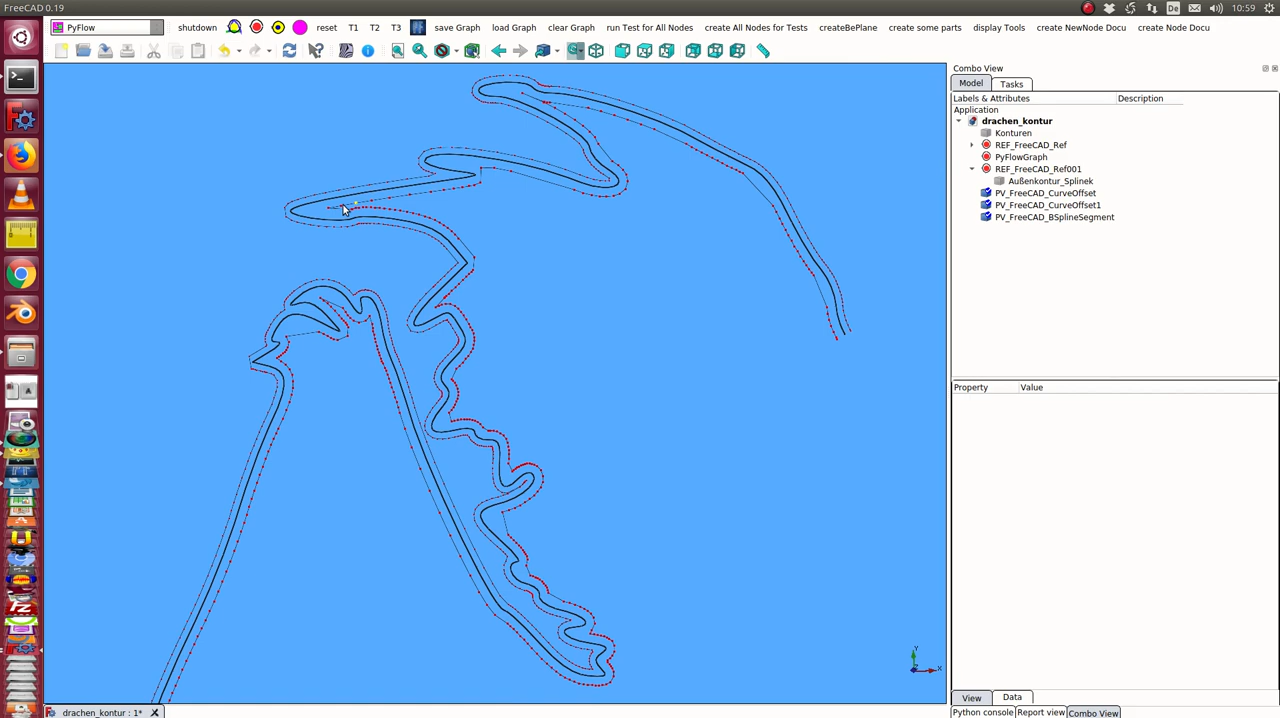 FreeCAD 0.19
De
10:59
PyFlow
shutdown
reset
T1
T2
T3
save Graph
load Graph
clear Graph
run Test for All Nodes
create All Nodes for Tests
createBePlane
create some parts
display Tools
create NewNode Docu
create Node Docu
Combo View
Model
Tasks
Labels & Attributes
Description
Application
drachen_kontur
Konturen
REF_FreeCAD_Ref
PyFlowGraph
REF_FreeCAD_Ref001
Außenkontur_Splinek
PV_FreeCAD_CurveOffset
PV_FreeCAD_CurveOffset1
PV_FreeCAD_BSplineSegment
Property
Value
Y
Z
X
View
Data
drachen_kontur : 1*
Python console
Report view
Combo View